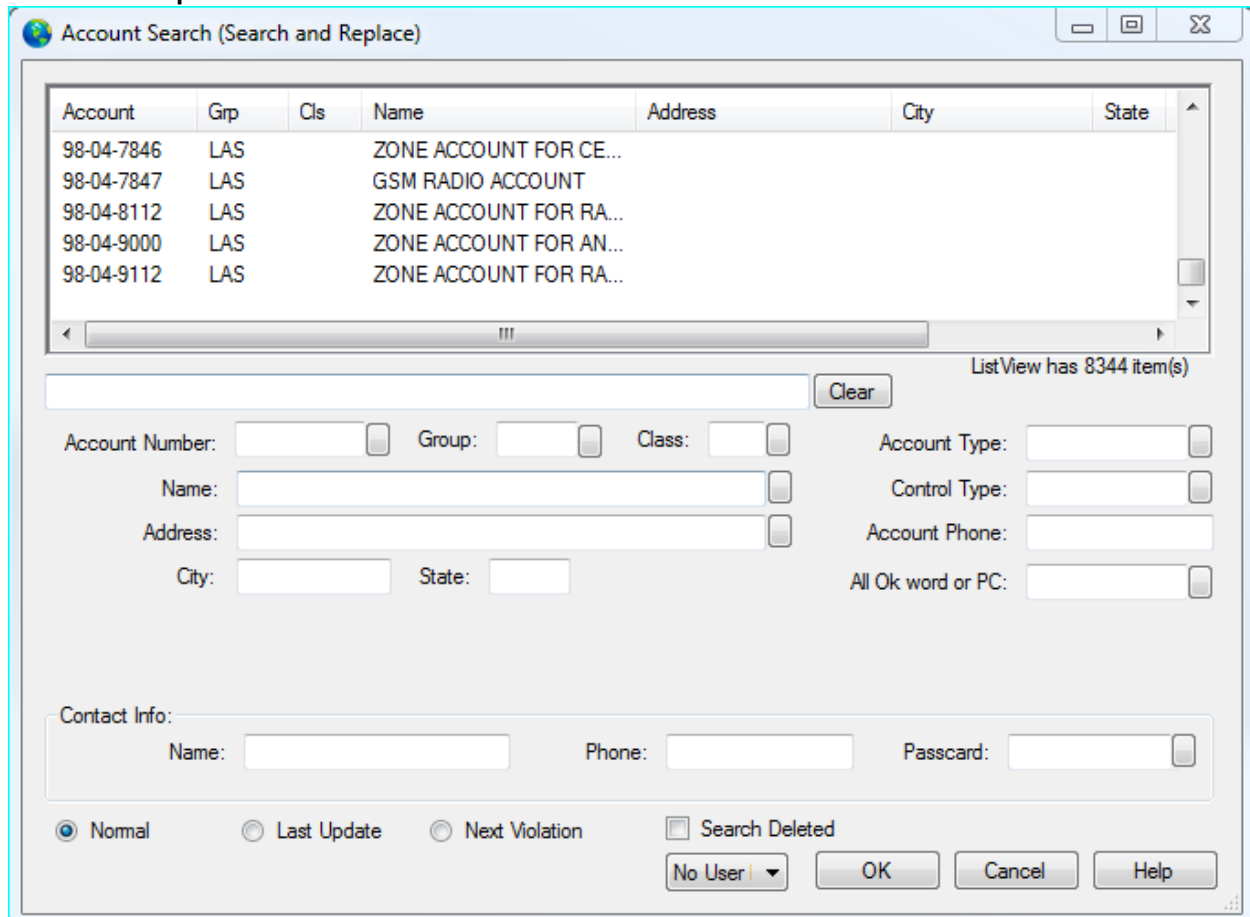 Account Search (Search and Replace)
Account Grp Cls Name Address City State
98-04-7846 LAS ZONE ACCOUNT FOR CE...
98-04-7847 LAS GSM RADIO ACCOUNT
98-04-8112 LAS ZONE ACCOUNT FOR RA...
98-04-9000 LAS ZONE ACCOUNT FOR AN...
98-04-9112 LAS ZONE ACCOUNT FOR RA...
ListView has 8344 item(s)
Clear
Account Number: Group: Class: Account Type:
Name: Control Type:
Address: Account Phone:
City: State: All Ok word or PC:
Contact Info:
Name: Phone: Passcard:
Normal Last Update Next Violation Search Deleted
No User OK Cancel Help